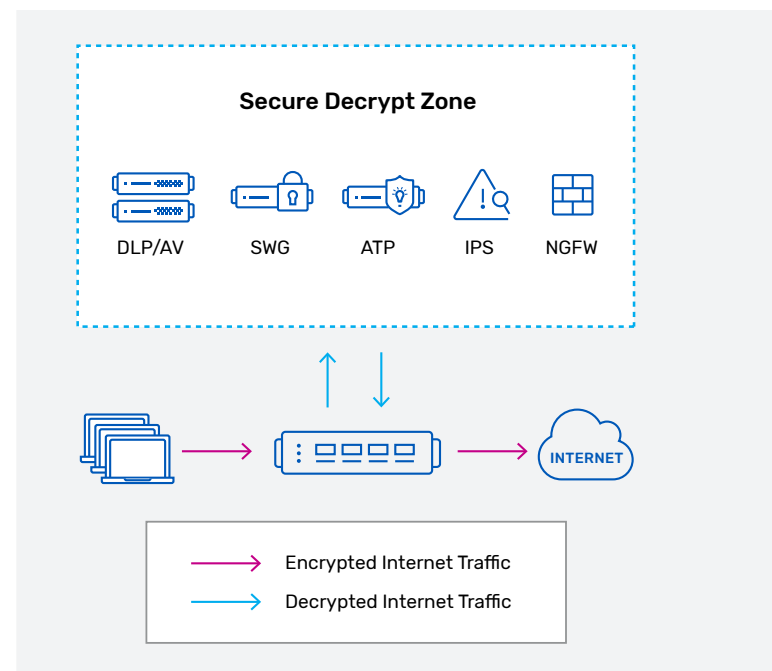 Secure Decrypt Zone
DLP/AV SWG ATP IPS NGFW
INTERNET
Encrypted Internet Traffic
Decrypted Internet Traffic